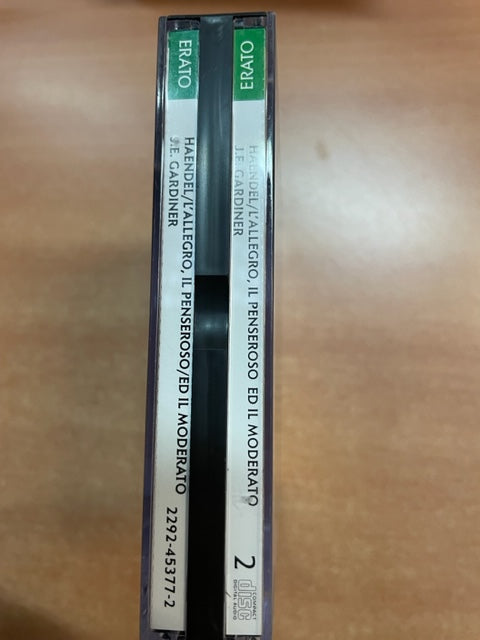 ERATO
HAENDEL/L'ALLEGRO, IL PENSEROSO ED IL MODERATO
J.E. GARDINER
2
COMPACT
disc
DIGITAL AUDIO
ERATO
HAENDEL/L'ALLEGRO, IL PENSEROSO/ED IL MODERATO
J.E. GARDINER
2292-45377-2